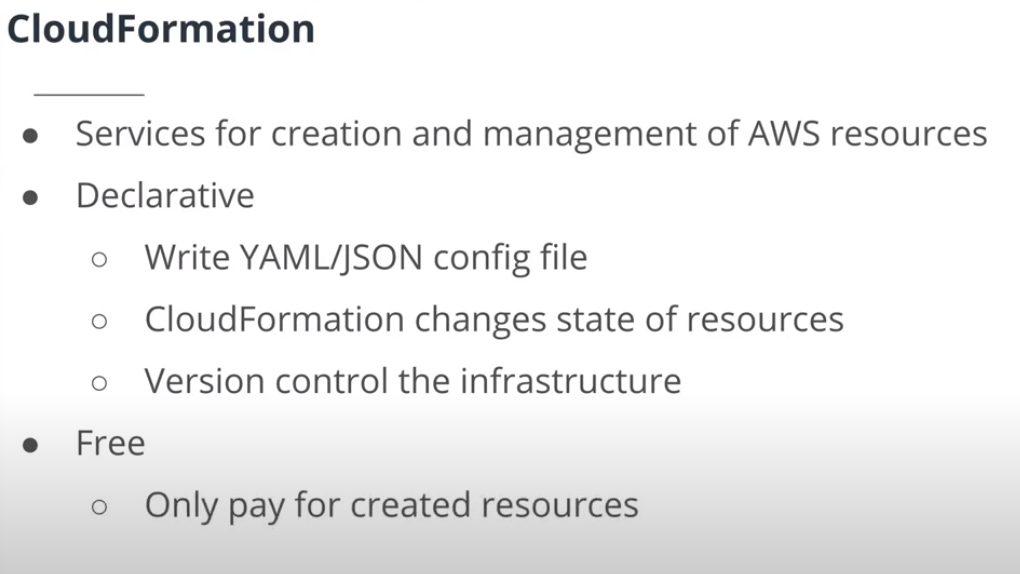 CloudFormation
● Services for creation and management of AWS resources
● Declarative
○ Write YAML/JSON config file
○ CloudFormation changes state of resources
○ Version control the infrastructure
● Free
○ Only pay for created resources